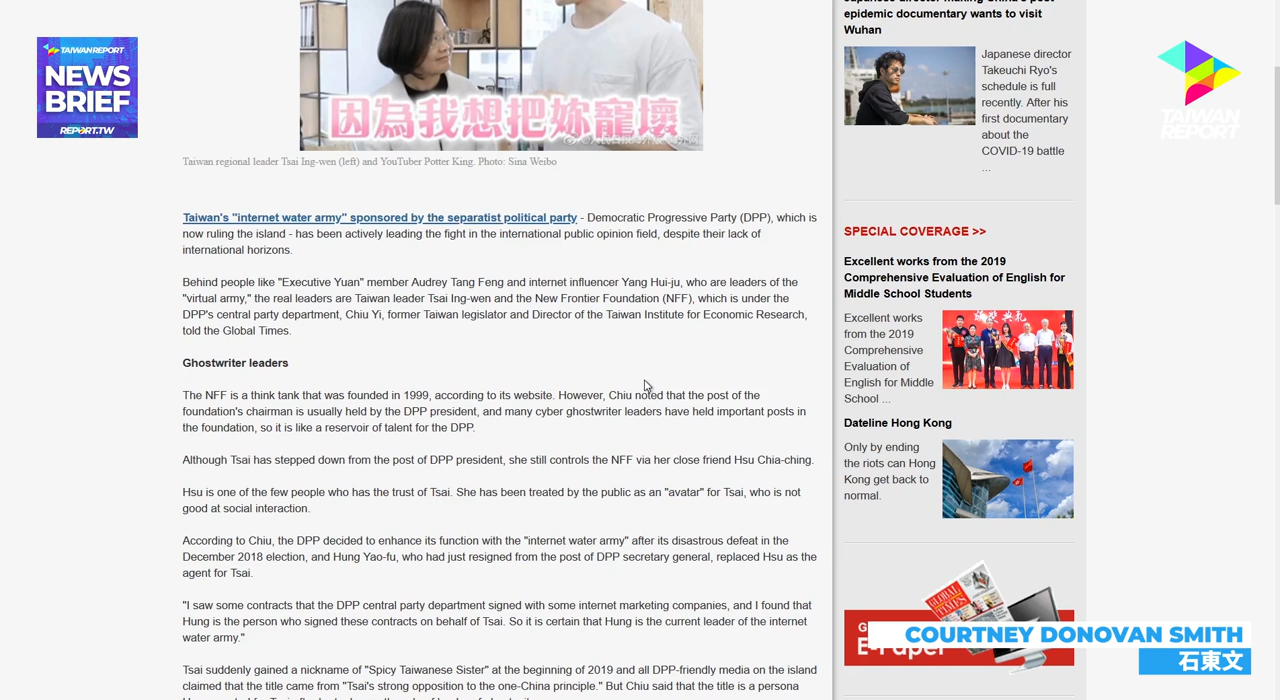 TAIWAN REPORT
NEWS
BRIEF
REPORT.TW
因為我想把妳寵壞
Taiwan regional leader Tsai Ing-wen (left) and YouTuber Potter King. Photo: Sina Weibo
Taiwan's "internet water army" sponsored by the separatist political party - Democratic Progressive Party (DPP), which is
now ruling the island - has been actively leading the fight in the international public opinion field, despite their lack of
international horizons.
Behind people like "Executive Yuan" member Audrey Tang Feng and internet influencer Yang Hui-ju, who are leaders of the
"virtual army," the real leaders are Taiwan leader Tsai Ing-wen and the New Frontier Foundation (NFF), which is under the
DPP's central party department, Chiu Yi, former Taiwan legislator and Director of the Taiwan Institute for Economic Research,
told the Global Times.
Ghostwriter leaders
The NFF is a think tank that was founded in 1999, according to its website. However, Chiu noted that the post of the
foundation's chairman is usually held by the DPP president, and many cyber ghostwriter leaders have held important posts in
the foundation, so it is like a reservoir of talent for the DPP.
Although Tsai has stepped down from the post of DPP president, she still controls the NFF via her close friend Hsu Chia-ching.
Hsu is one of the few people who has the trust of Tsai. She has been treated by the public as an "avatar" for Tsai, who is not
good at social interaction.
According to Chiu, the DPP decided to enhance its function with the "internet water army" after its disastrous defeat in the
December 2018 election, and Hung Yao-fu, who had just resigned from the post of DPP secretary general, replaced Hsu as the
agent for Tsai.
"I saw some contracts that the DPP central party department signed with some internet marketing companies, and I found that
Hung is the person who signed these contracts on behalf of Tsai. So it is certain that Hung is the current leader of the internet
water army."
Tsai suddenly gained a nickname of "Spicy Taiwanese Sister" at the beginning of 2019 and all DPP-friendly media on the island
claimed that the title came from "Tsai's strong opposition to the one-China principle." But Chiu said that the title is a persona
epidemic documentary wants to visit
Wuhan
Japanese director
Takeuchi Ryo's
schedule is full
recently. After his
first documentary
about the
COVID-19 battle
...
SPECIAL COVERAGE >>
Excellent works from the 2019
Comprehensive Evaluation of English for
Middle School Students
Excellent works
from the 2019
Comprehensive
Evaluation of
English for Middle
School ...
Dateline Hong Kong
Only by ending
the riots can Hong
Kong get back to
normal.
GLOBAL
TIMES
E-Paper
COURTNEY DONOVAN SMITH
石東文
TAIWAN
REPORT